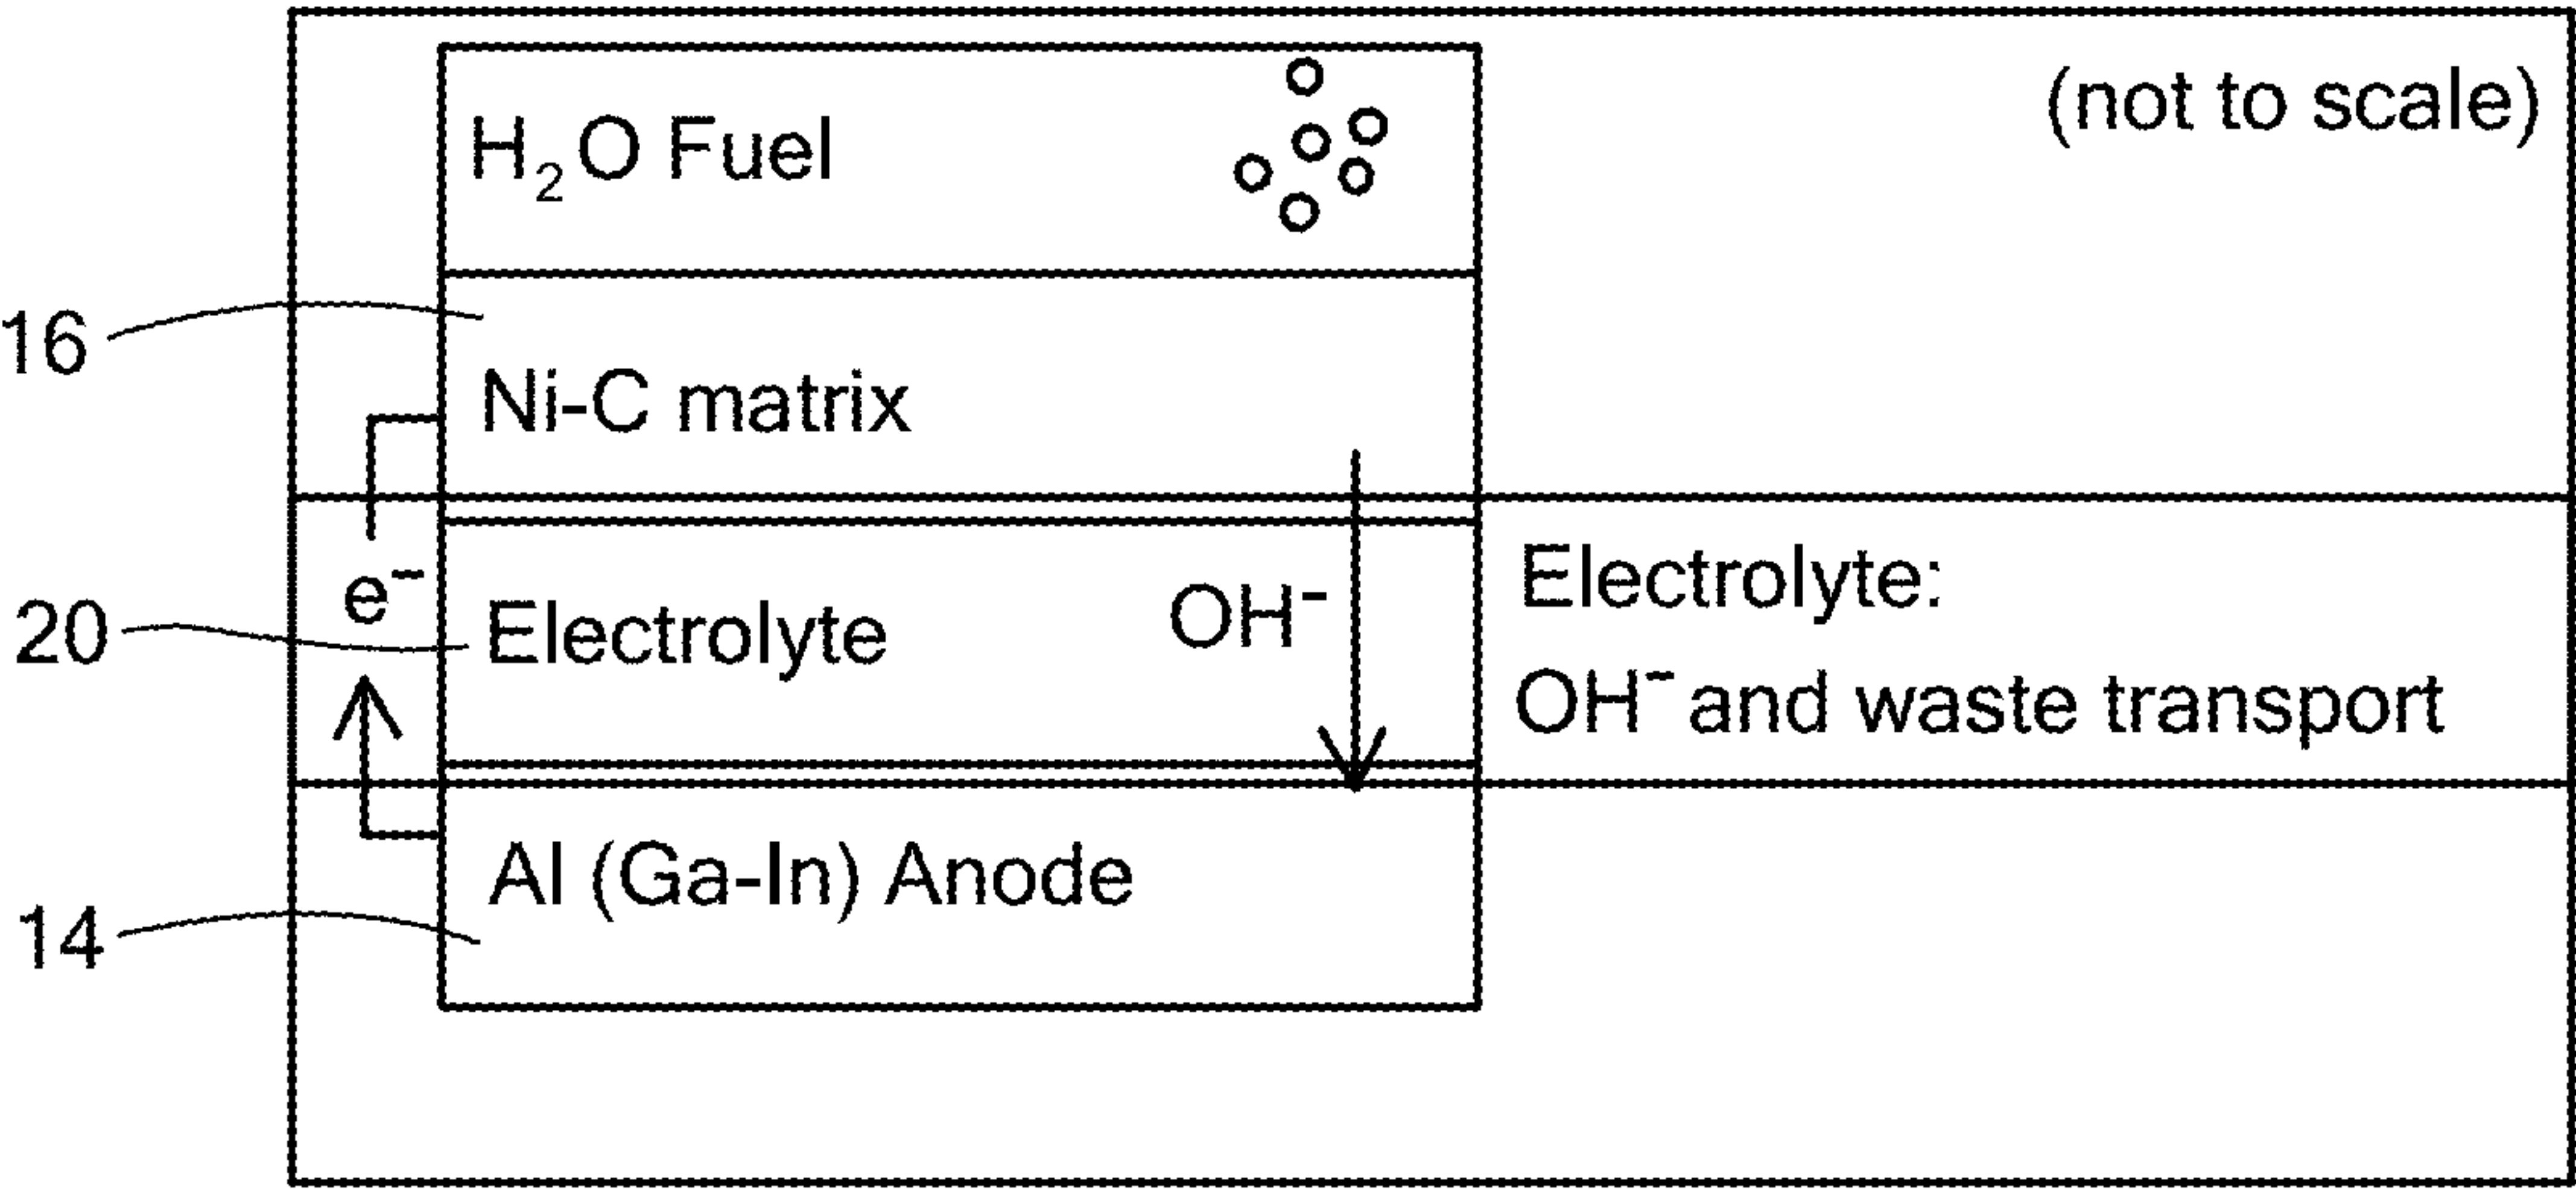 (not to scale)
H₂O Fuel
16
Ni-C matrix
e⁻
20
Electrolyte
OH⁻
Electrolyte:
OH⁻ and waste transport
Al (Ga-In) Anode
14